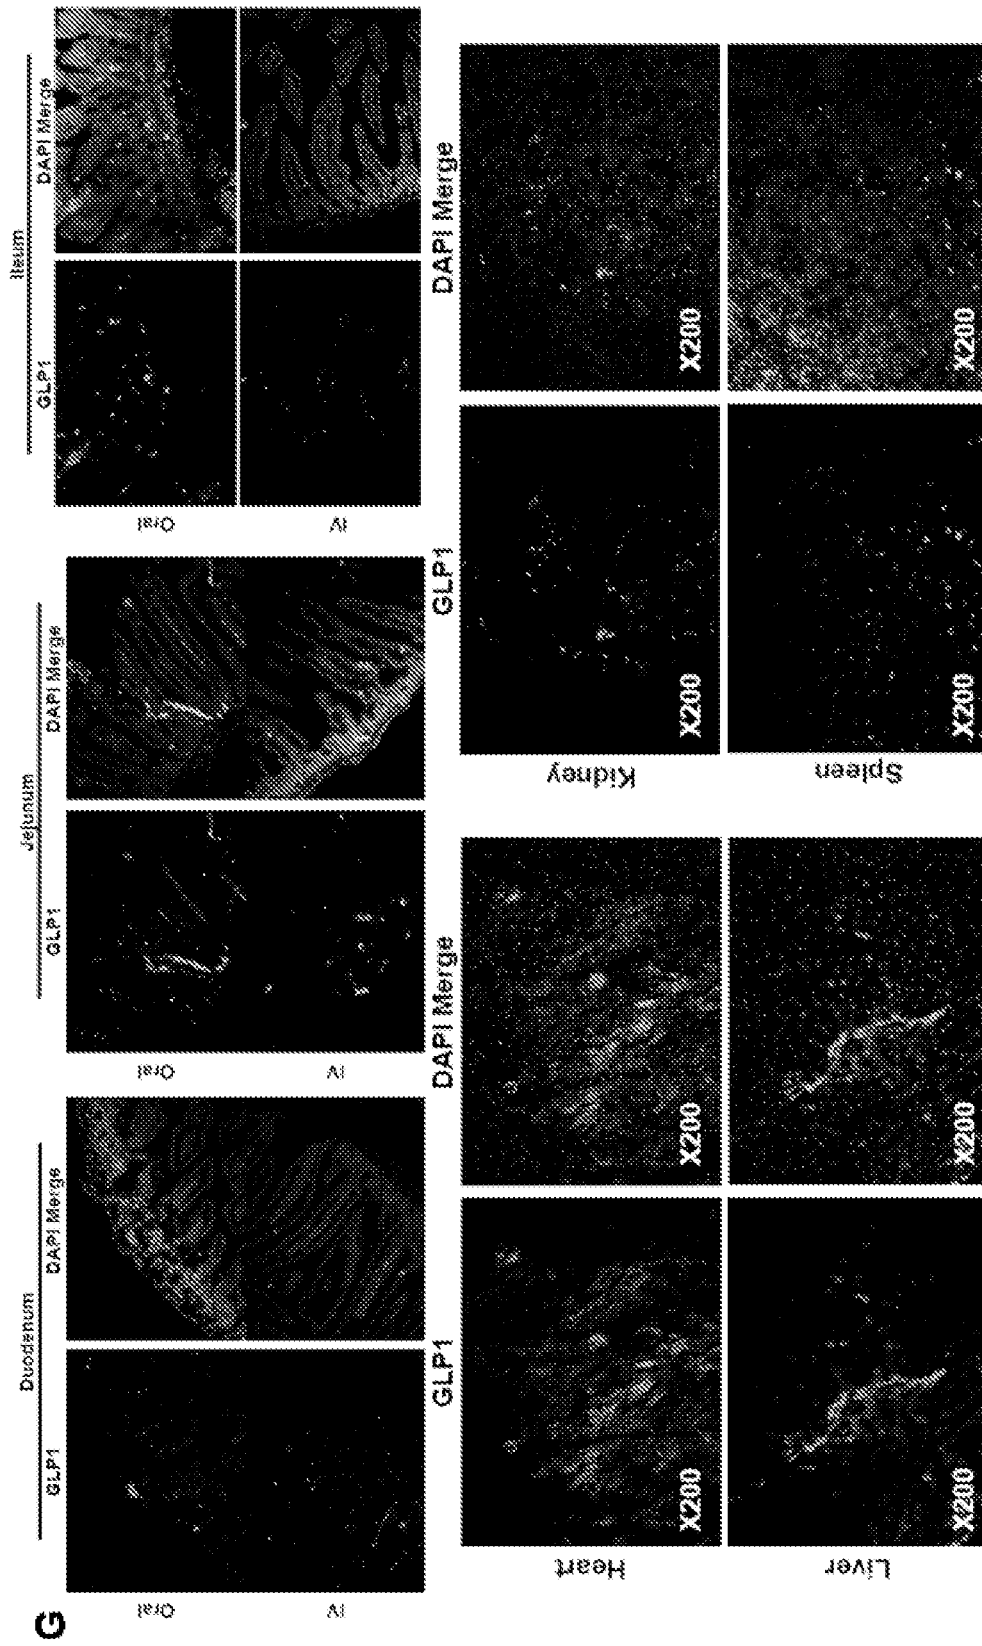 G
Duodenum
GLP1 DAPI Merge
Oral
IV
Jejunum
GLP1 DAPI Merge
Oral
IV
Ileum
GLP1 DAPI Merge
Oral
IV
GLP1 DAPI Merge
Heart
X200 X200
Liver
X200 X200
GLP1 DAPI Merge
Kidney
X200 X200
Spleen
X200 X200